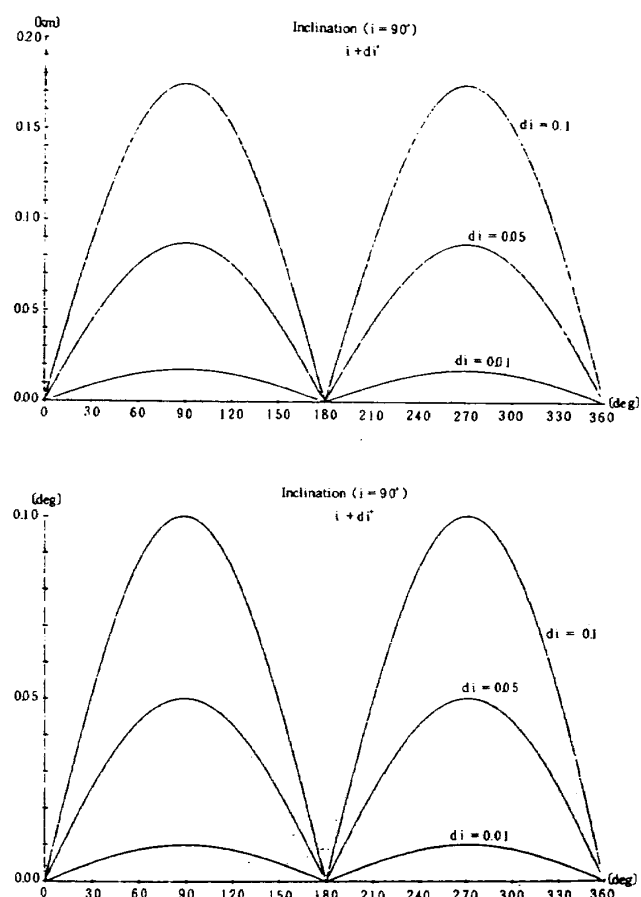 (km)
Inclination (i = 90°)
i + di°
0.20
0.15
di = 0.1
0.10
di = 0.05
0.05
di = 0.01
0.00
0 30 60 90 120 150 180 210 240 270 300 330 360 (deg)
(deg)
Inclination (i = 90°)
i + di°
0.10
di = 0.1
0.05
di = 0.05
di = 0.01
0.00
0 30 60 90 120 150 180 210 240 270 300 330 360 (deg)